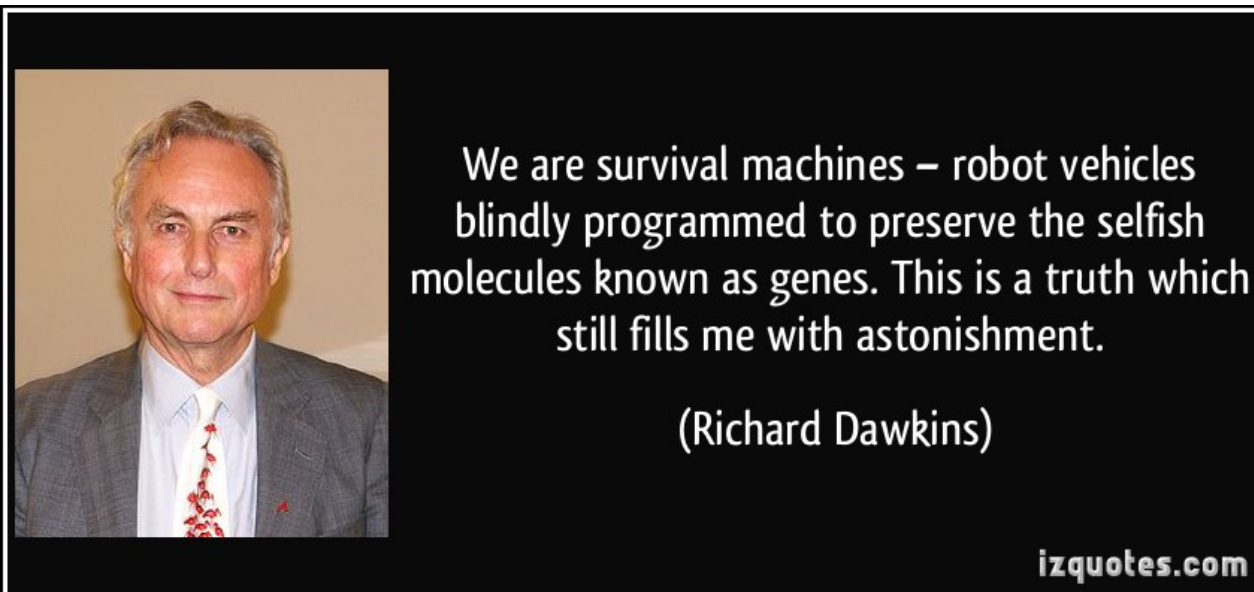 We are survival machines – robot vehicles
blindly programmed to preserve the selfish
molecules known as genes. This is a truth which
still fills me with astonishment.
(Richard Dawkins)
izquotes.com